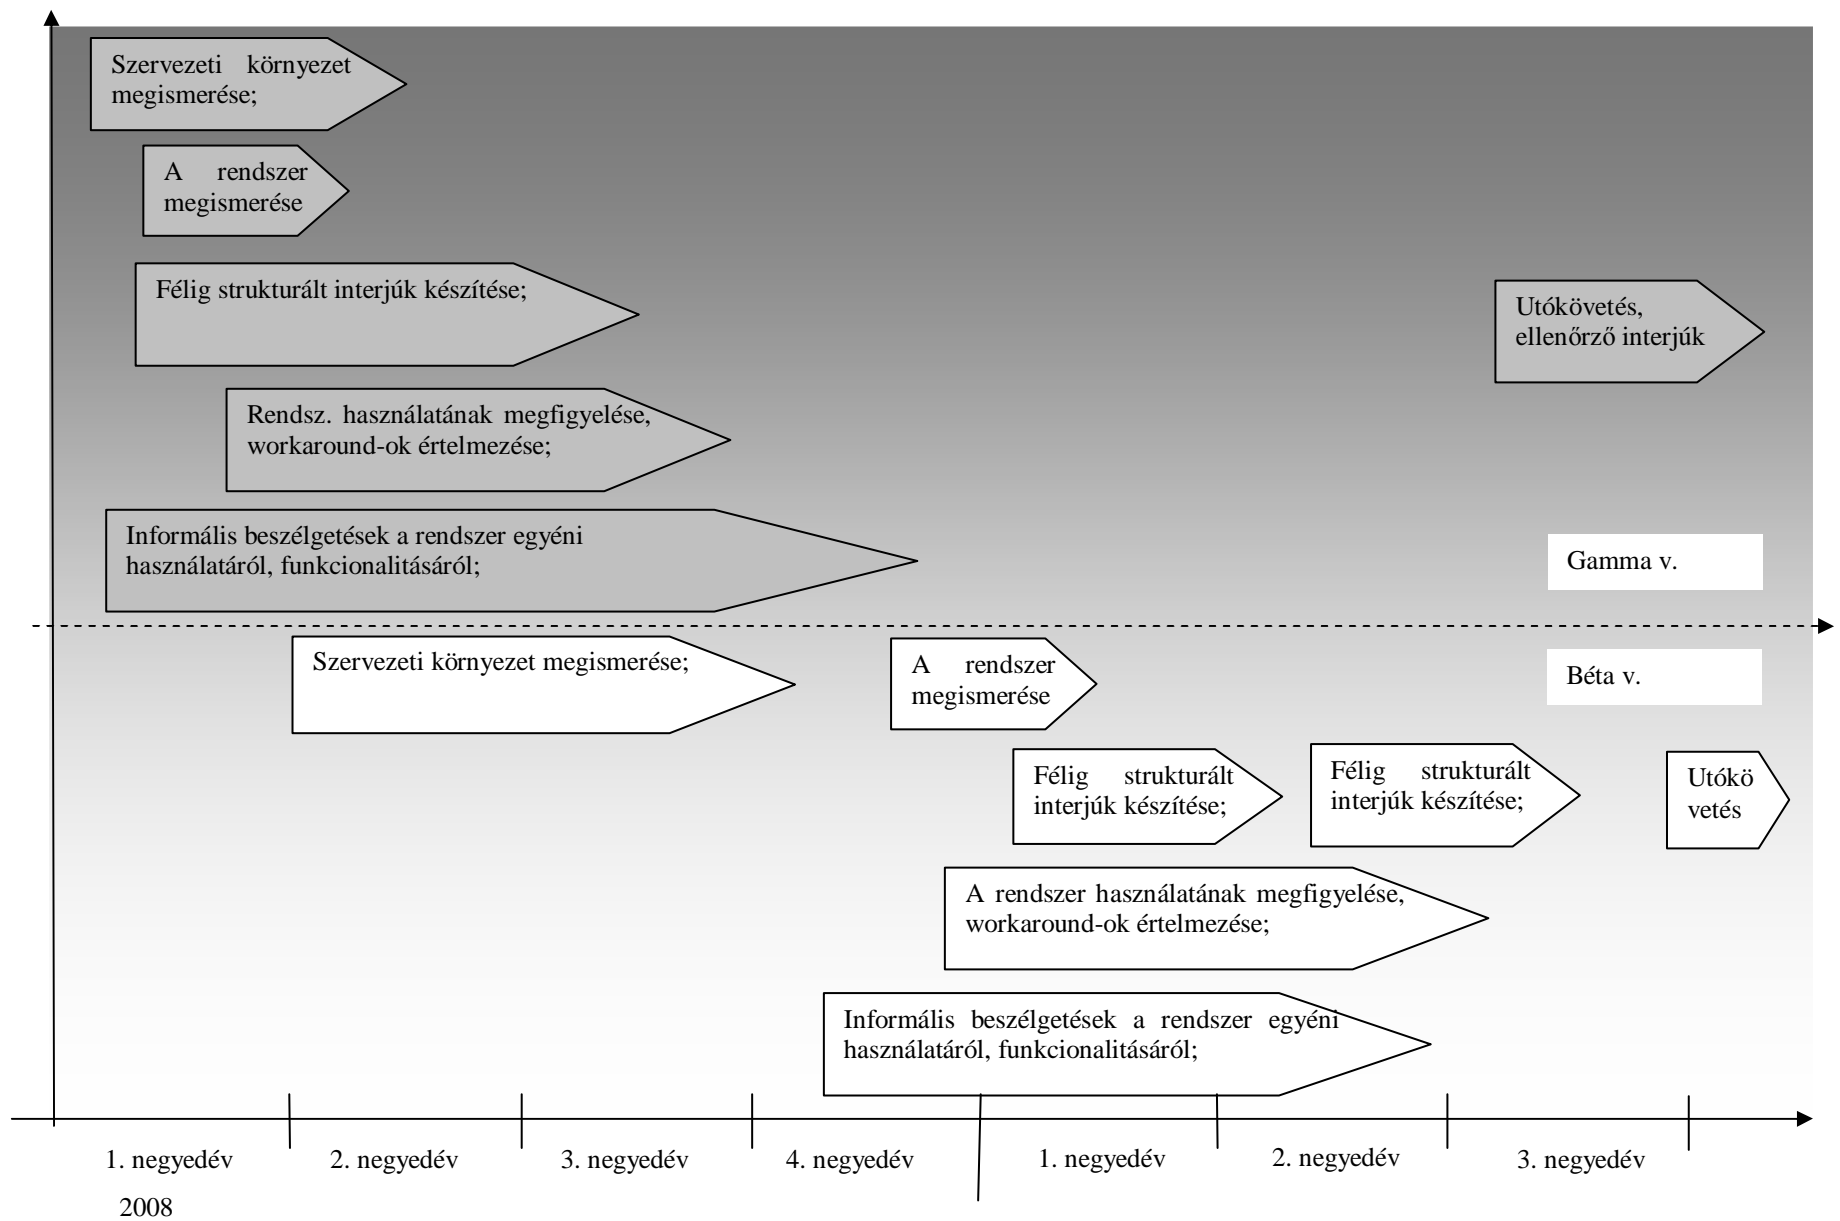 Szervezeti környezet
megismerése;
A rendszer
megismerése
Félig strukturált interjúk készítése;
Utókövetés,
ellenőrző interjúk
Rendsz. használatának megfigyelése,
workaround-ok értelmezése;
Informális beszélgetések a rendszer egyéni
használatáról, funkcionalitásáról;
Gamma v.
Szervezeti környezet megismerése;
A rendszer
megismerése
Béta v.
Félig strukturált
interjúk készítése;
Félig strukturált
interjúk készítése;
Utókö
vetés
A rendszer használatának megfigyelése,
workaround-ok értelmezése;
Informális beszélgetések a rendszer egyéni
használatáról, funkcionalitásáról;
1. negyedév
2. negyedév
3. negyedév
4. negyedév
1. negyedév
2. negyedév
3. negyedév
2008